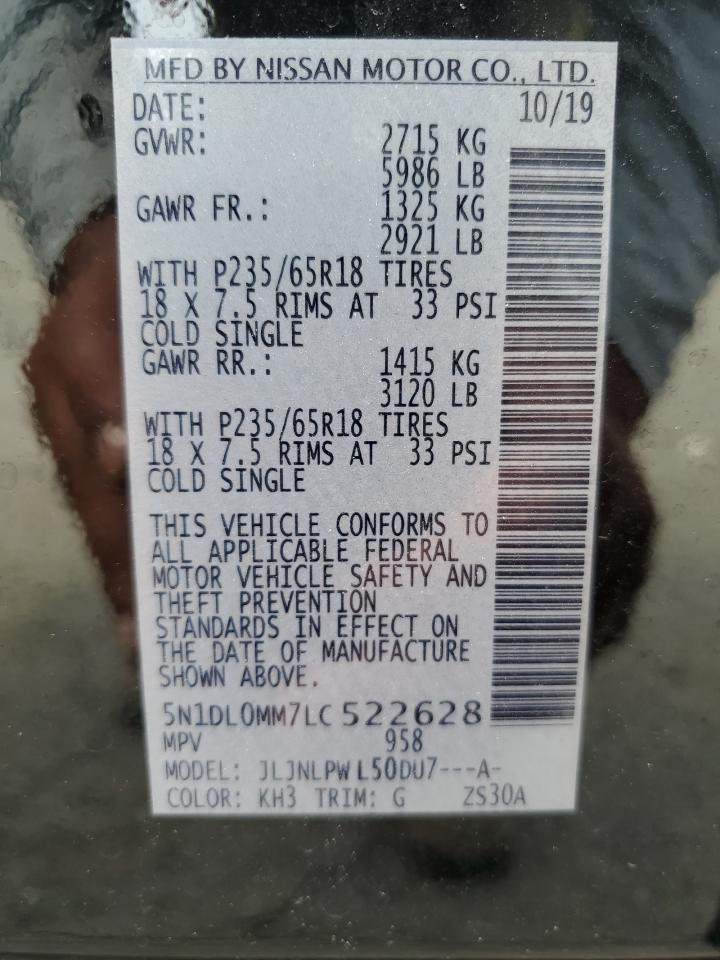 MFD BY NISSAN MOTOR CO., LTD.
DATE: 10/19
GVWR: 2715 KG
5986 LB
GAWR FR.: 1325 KG
2921 LB
WITH P235/65R18 TIRES
18 X 7.5 RIMS AT 33 PSI
COLD SINGLE
GAWR RR.: 1415 KG
3120 LB
WITH P235/65R18 TIRES
18 X 7.5 RIMS AT 33 PSI
COLD SINGLE
THIS VEHICLE CONFORMS TO
ALL APPLICABLE FEDERAL
MOTOR VEHICLE SAFETY AND
THEFT PREVENTION
STANDARDS IN EFFECT ON
THE DATE OF MANUFACTURE
SHOWN ABOVE.
5N1DL0MM7LC522628
MPV 958
MODEL: JLJNLPWL50DU7---A-
COLOR: KH3 TRIM: G ZS30A